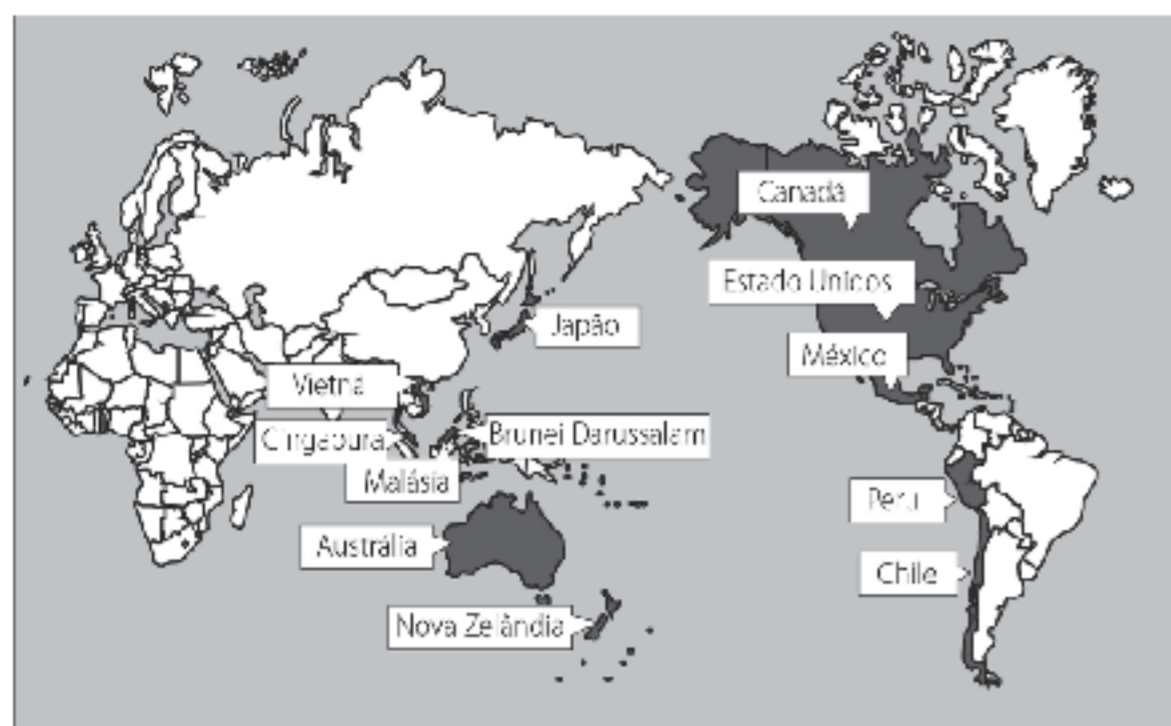 Canadá
Estado Unidos
Japão
México
Vietnã
Cingapura
Brunei Darussalam
Malásia
Peru
Austrália
Chile
Nova Zelândia